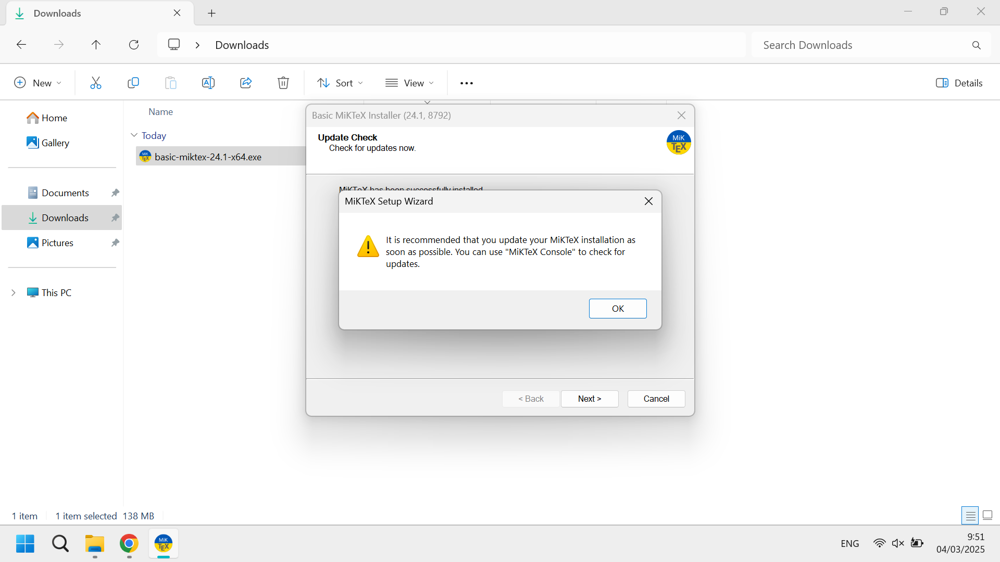 Downloads
Downloads
Search Downloads
New
Sort
View
Details
Home
Gallery
Documents
Downloads
Pictures
This PC
Name
Today
basic-miktex-24.1-x64.exe
Basic MiKTeX Installer (24.1, 8792)
Update Check
Check for updates now.
MiK
TEX
MiKTeX has been successfully installed
MiKTeX Setup Wizard
It is recommended that you update your MiKTeX installation as
soon as possible. You can use "MiKTeX Console" to check for
updates.
OK
< Back
Next >
Cancel
1 item
1 item selected 138 MB
MiK
TEX
ENG
9:51
04/03/2025